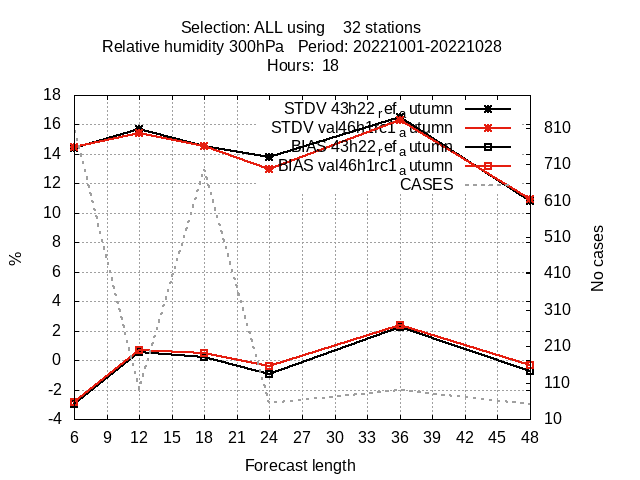 Selection: ALL using 32 stations
Relative humidity 300hPa Period: 20221001-20221028
Hours: 18
STDV 43h22_ref_autumn
STDV val46h1rc1_autumn
BIAS 43h22_ref_autumn
BIAS val46h1rc1_autumn
CASES
18
16
14
12
10
8
6
4
2
0
-2
-4
%
810
710
610
510
410
310
210
110
10
No cases
6 9 12 15 18 21 24 27 30 33 36 39 42 45 48
Forecast length